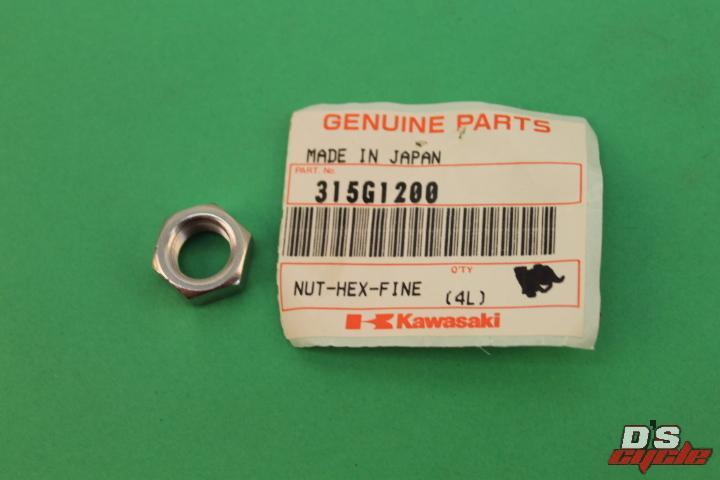 GENUINE PARTS
MADE IN JAPAN
PART. No.
315G1200
Q'TY
NUT-HEX-FINE (4L)
Kawasaki
D'S
cycle